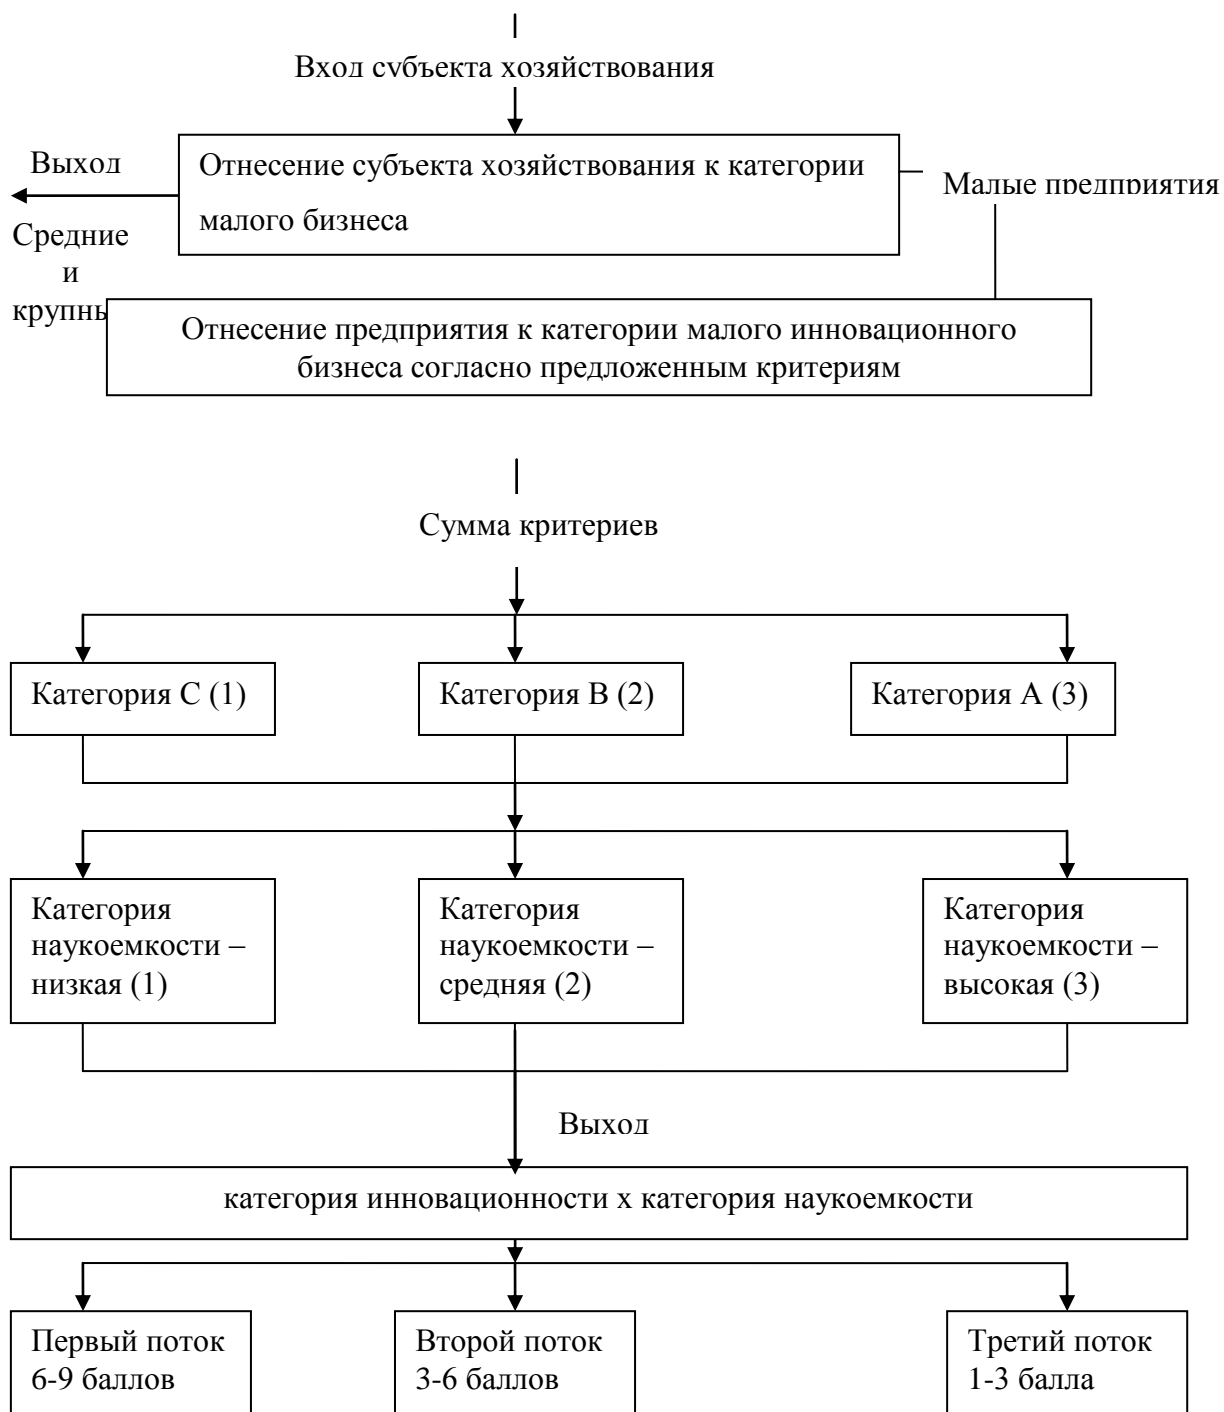 Вход субъекта хозяйствования
Выход
Отнесение субъекта хозяйствования к категории
малого бизнеса
Малые предприятия
Средние
и
крупны
Отнесение предприятия к категории малого инновационного
бизнеса согласно предложенным критериям
Сумма критериев
Категория С (1)
Категория В (2)
Категория А (3)
Категория
наукоемкости –
низкая (1)
Категория
наукоемкости –
средняя (2)
Категория
наукоемкости –
высокая (3)
Выход
категория инновационности х категория наукоемкости
Первый поток
6-9 баллов
Второй поток
3-6 баллов
Третий поток
1-3 балла